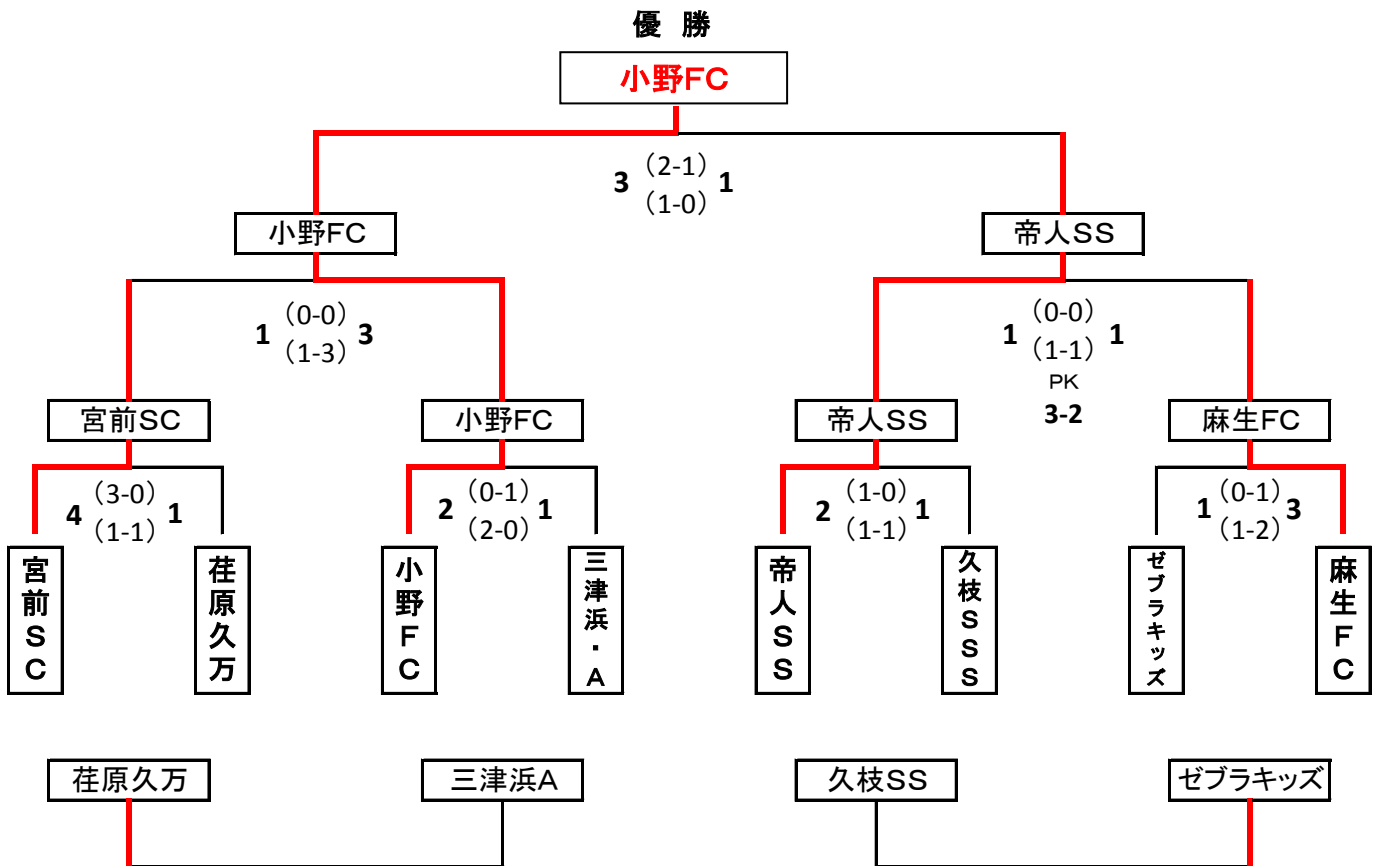 優 勝
小野FC
3 (2-1) 1
(1-0)
小野FC
帝人SS
1 (0-0) 3
(1-3)
1 (0-0) 1
(1-1)
PK
3-2
宮前SC
小野FC
帝人SS
麻生FC
4 (3-0) 1
(1-1)
2 (0-1) 1
(2-0)
2 (1-0) 1
(1-1)
1 (0-1) 3
(1-2)
宮前SC
荏原久万
小野FC
三津浜・A
帝人SS
久枝SSS
ゼブラキッズ
麻生FC
荏原久万
三津浜A
久枝SS
ゼブラキッズ